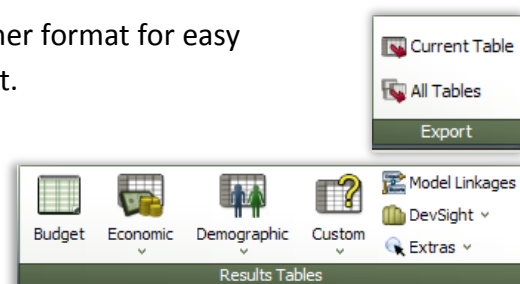 her format for easy
t.
Current Table
All Tables
Export
Budget
Economic
Demographic
Custom
Model Linkages
DevSight
Extras
Results Tables